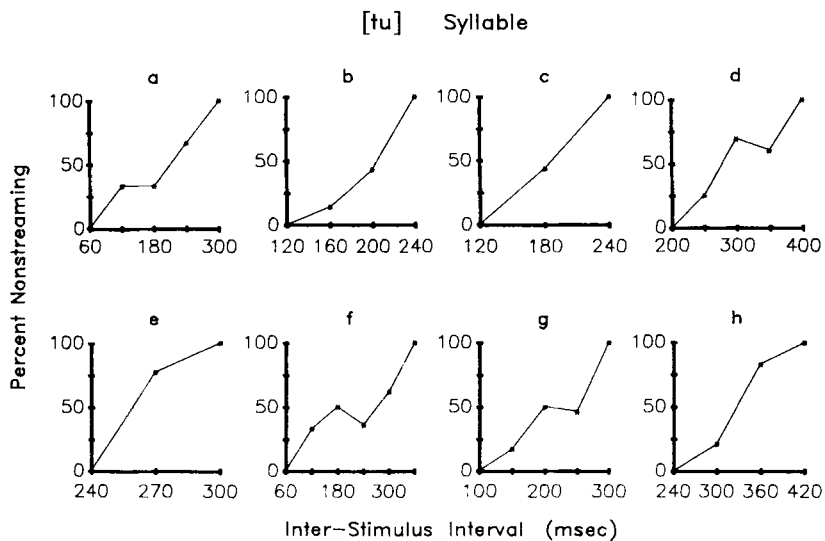 [tu] Syllable
a b c d
100 100 100 100
50 50 50 50
0 0 0 0
60 180 300 120 160 200 240 120 180 240 200 300 400
e f g h
100 100 100 100
50 50 50 50
0 0 0 0
240 270 300 60 180 300 100 200 300 240 300 360 420
Percent Nonstreaming
Inter-Stimulus Interval (msec)